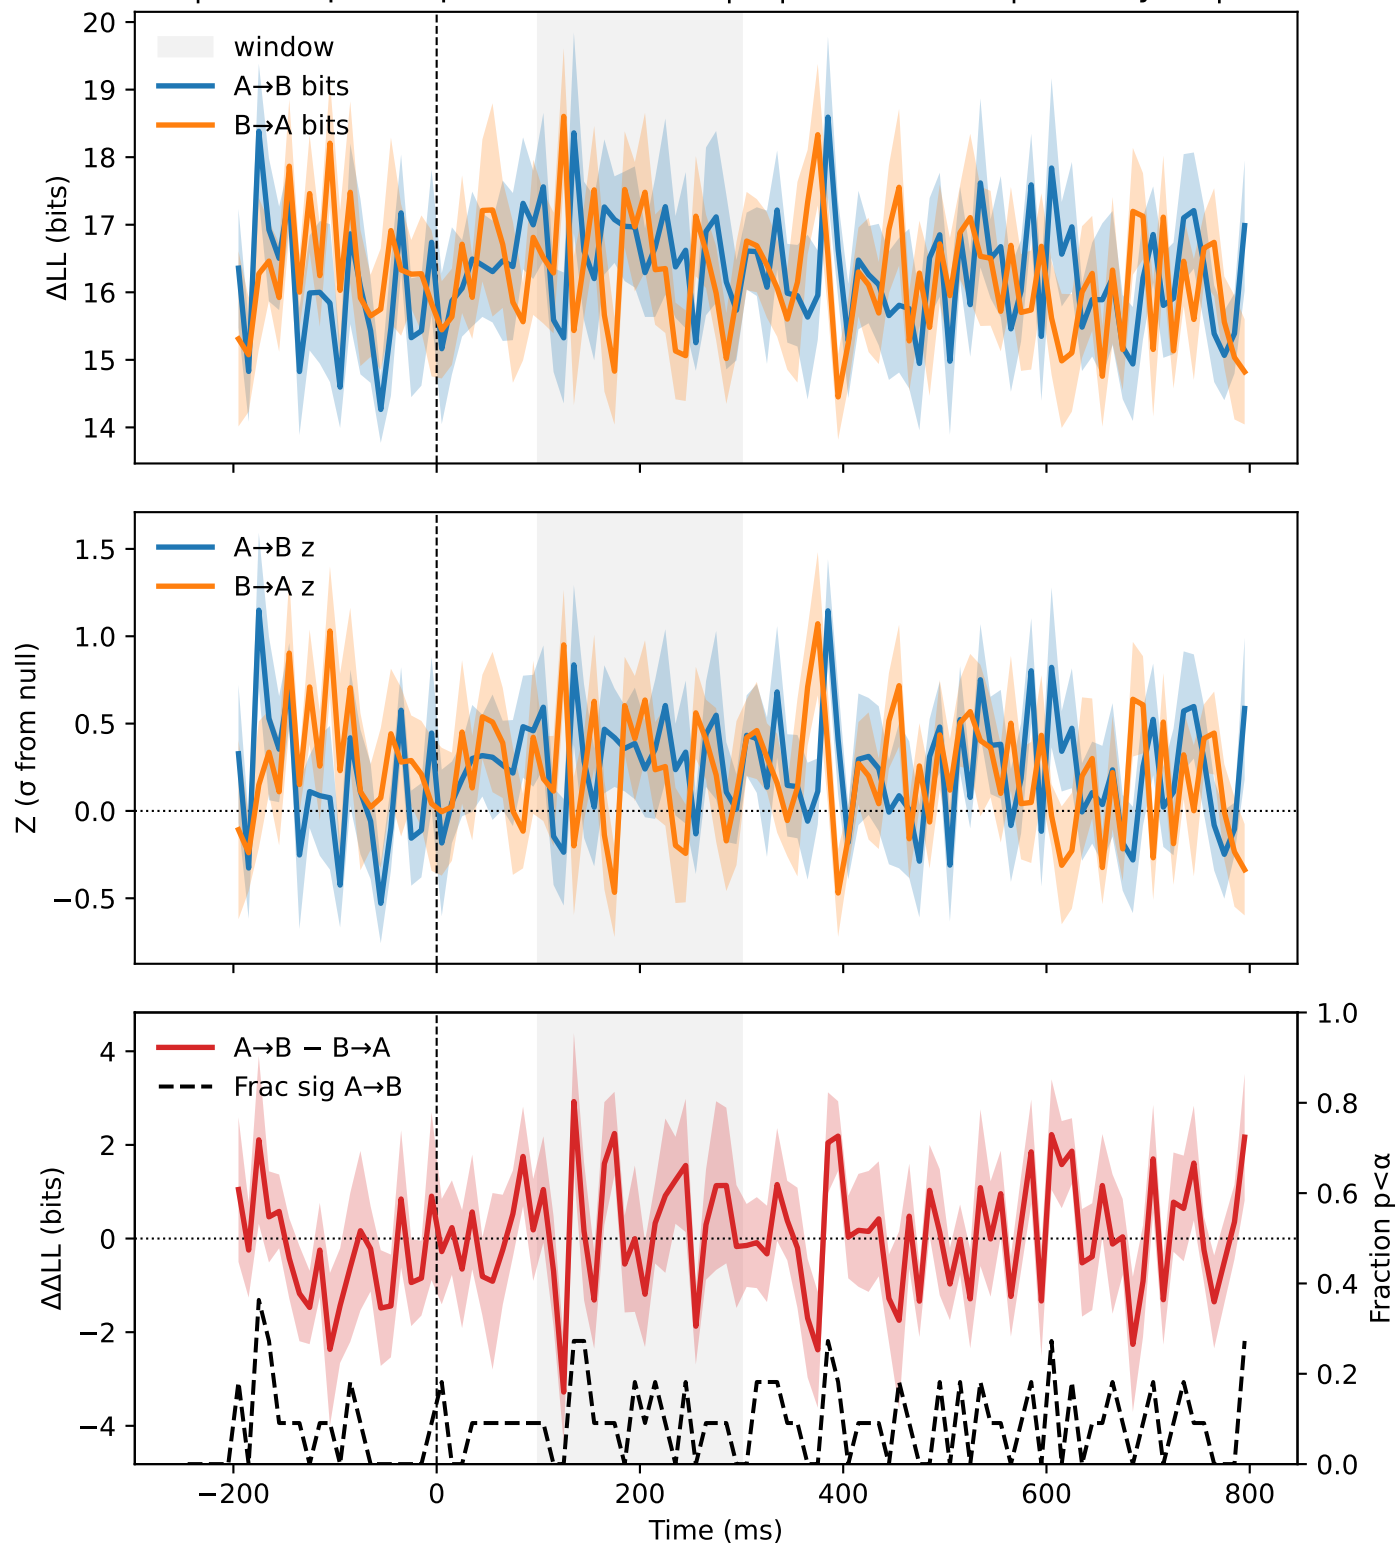 20
19
18
17
16
15
14
ΔLL (bits)
window
A→B bits
B→A bits
1.5
1.0
0.5
0.0
−0.5
Z (σ from null)
A→B z
B→A z
4
2
0
−2
−4
ΔΔLL (bits)
A→B − B→A
Frac sig A→B
1.0
0.8
0.6
0.4
0.2
0.0
Fraction p<α
−200 0 200 400 600 800
Time (ms)